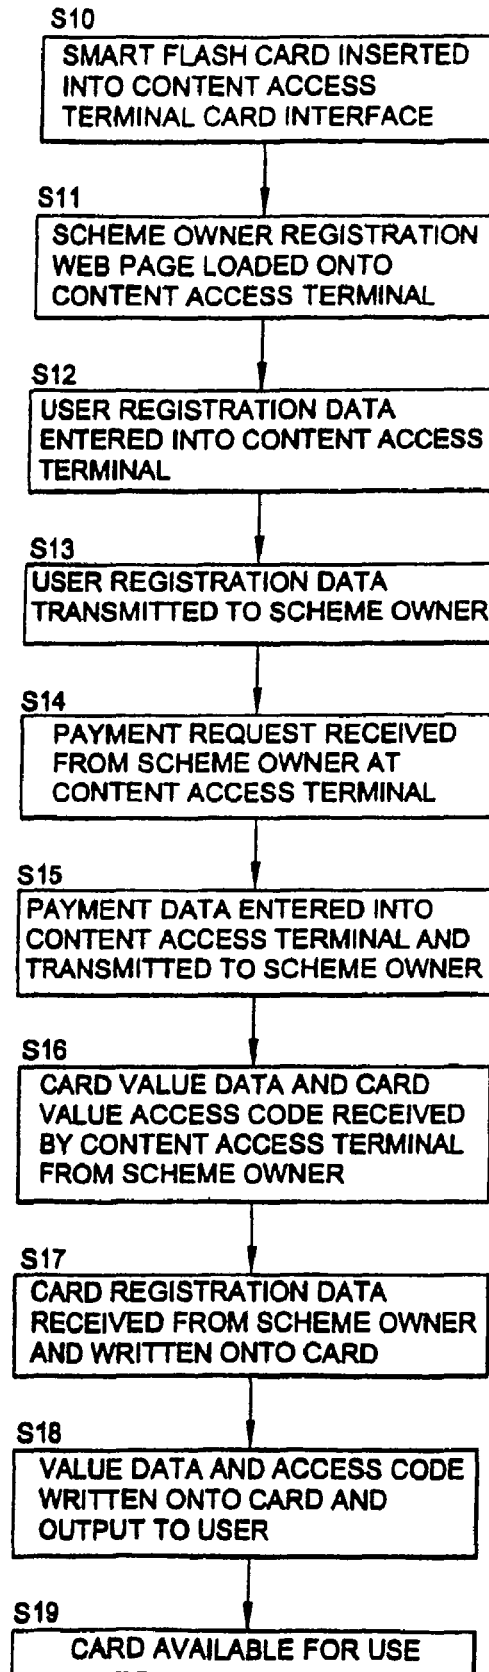 S10
SMART FLASH CARD INSERTED
INTO CONTENT ACCESS
TERMINAL CARD INTERFACE
S11
SCHEME OWNER REGISTRATION
WEB PAGE LOADED ONTO
CONTENT ACCESS TERMINAL
S12
USER REGISTRATION DATA
ENTERED INTO CONTENT ACCESS
TERMINAL
S13
USER REGISTRATION DATA
TRANSMITTED TO SCHEME OWNER
S14
PAYMENT REQUEST RECEIVED
FROM SCHEME OWNER AT
CONTENT ACCESS TERMINAL
S15
PAYMENT DATA ENTERED INTO
CONTENT ACCESS TERMINAL AND
TRANSMITTED TO SCHEME OWNER
S16
CARD VALUE DATA AND CARD
VALUE ACCESS CODE RECEIVED
BY CONTENT ACCESS TERMINAL
FROM SCHEME OWNER
S17
CARD REGISTRATION DATA
RECEIVED FROM SCHEME OWNER
AND WRITTEN ONTO CARD
S18
VALUE DATA AND ACCESS CODE
WRITTEN ONTO CARD AND
OUTPUT TO USER
S19
CARD AVAILABLE FOR USE